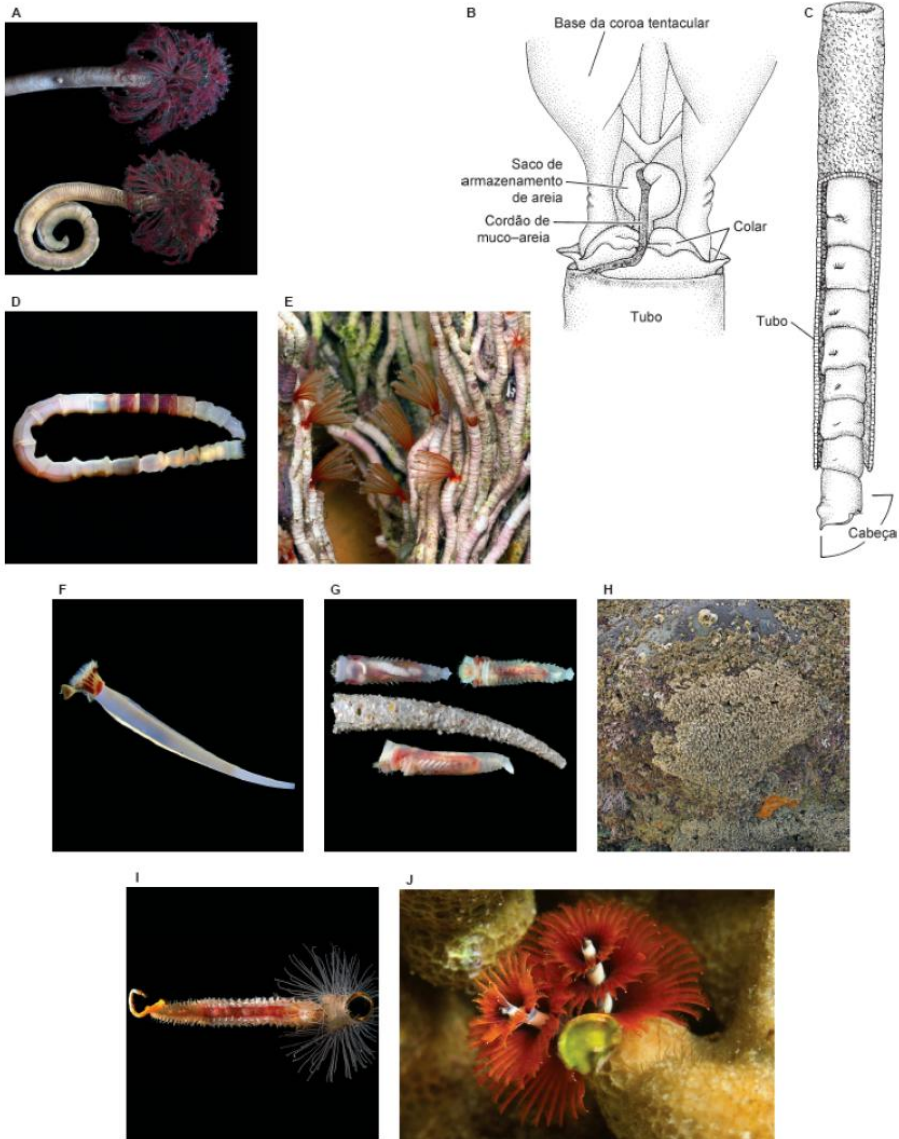 A
B
Base da coroa tentacular
Saco de
armazenamento
de areia
Cordão de
muco–areia
Colar
Tubo
C
Tubo
Cabeça
D
E
F
G
H
I
J